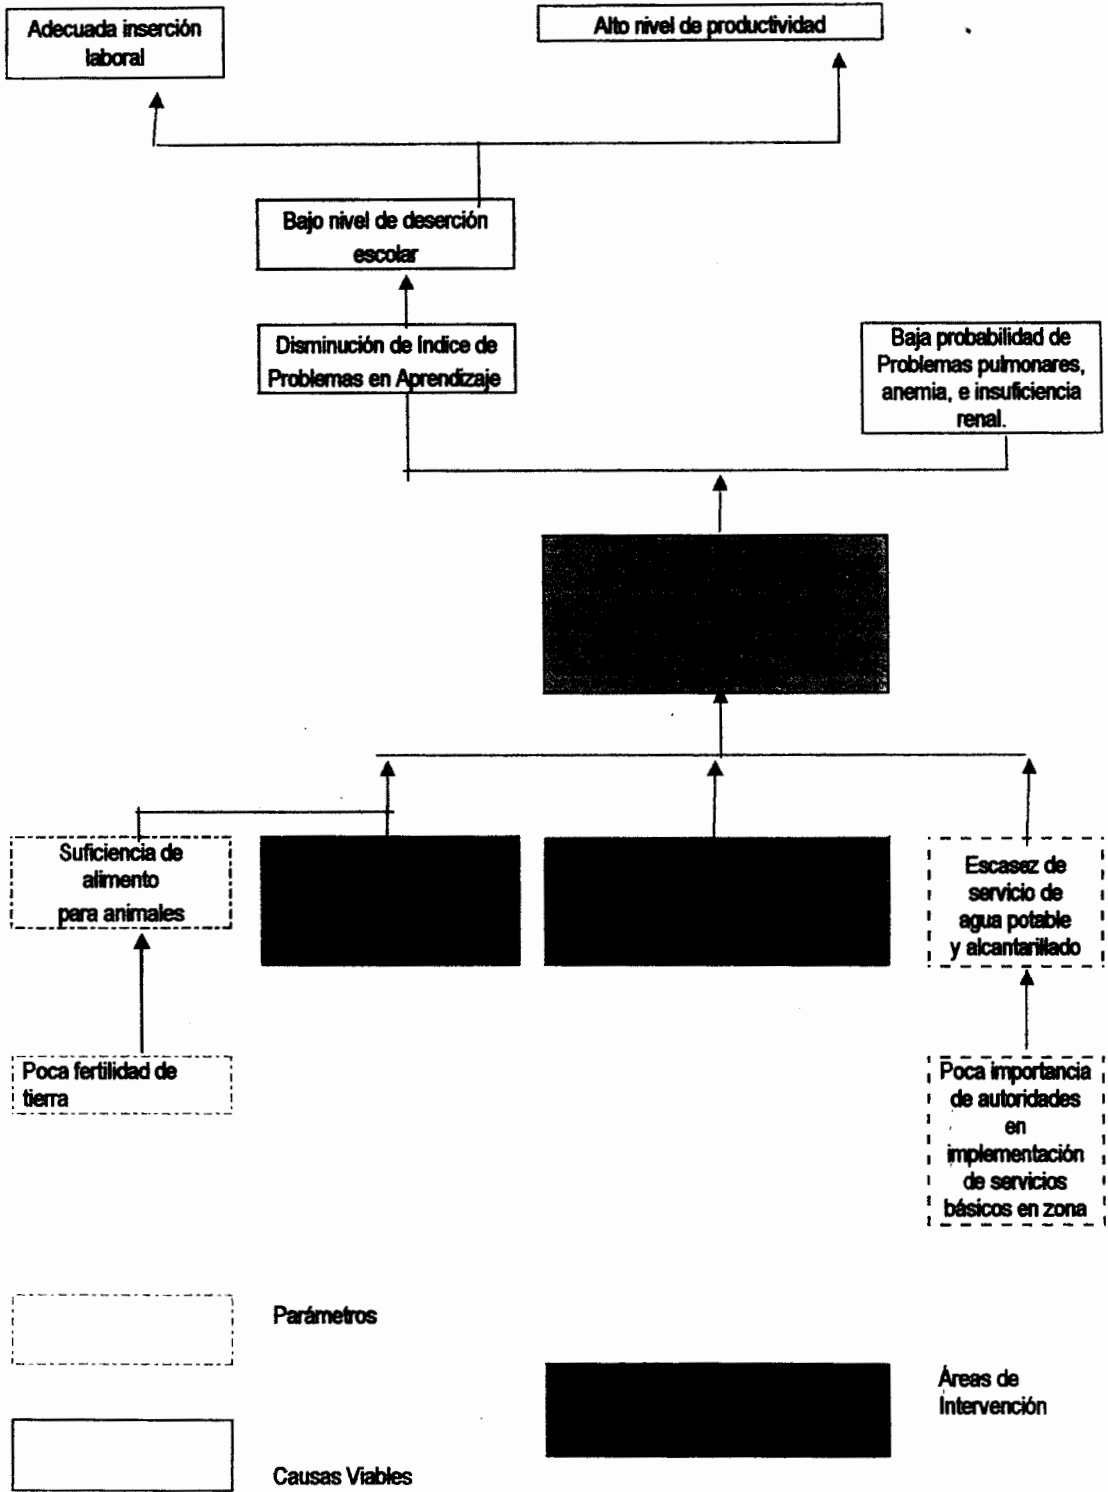 Adecuada inserción
laboral
Alto nivel de productividad
Bajo nivel de deserción
escolar
Disminución de Indice de
Problemas en Aprendizaje
Baja probabilidad de
Problemas pulmonares,
anemia, e insuficiencia
renal.
Suficiencia de
alimento
para animales
Escasez de
servicio de
agua potable
y alcantarillado
Poca fertilidad de
tierra
Poca importancia
de autoridades
en
implementación
de servicios
básicos en zona
Parámetros
Áreas de
Intervención
Causas Viables